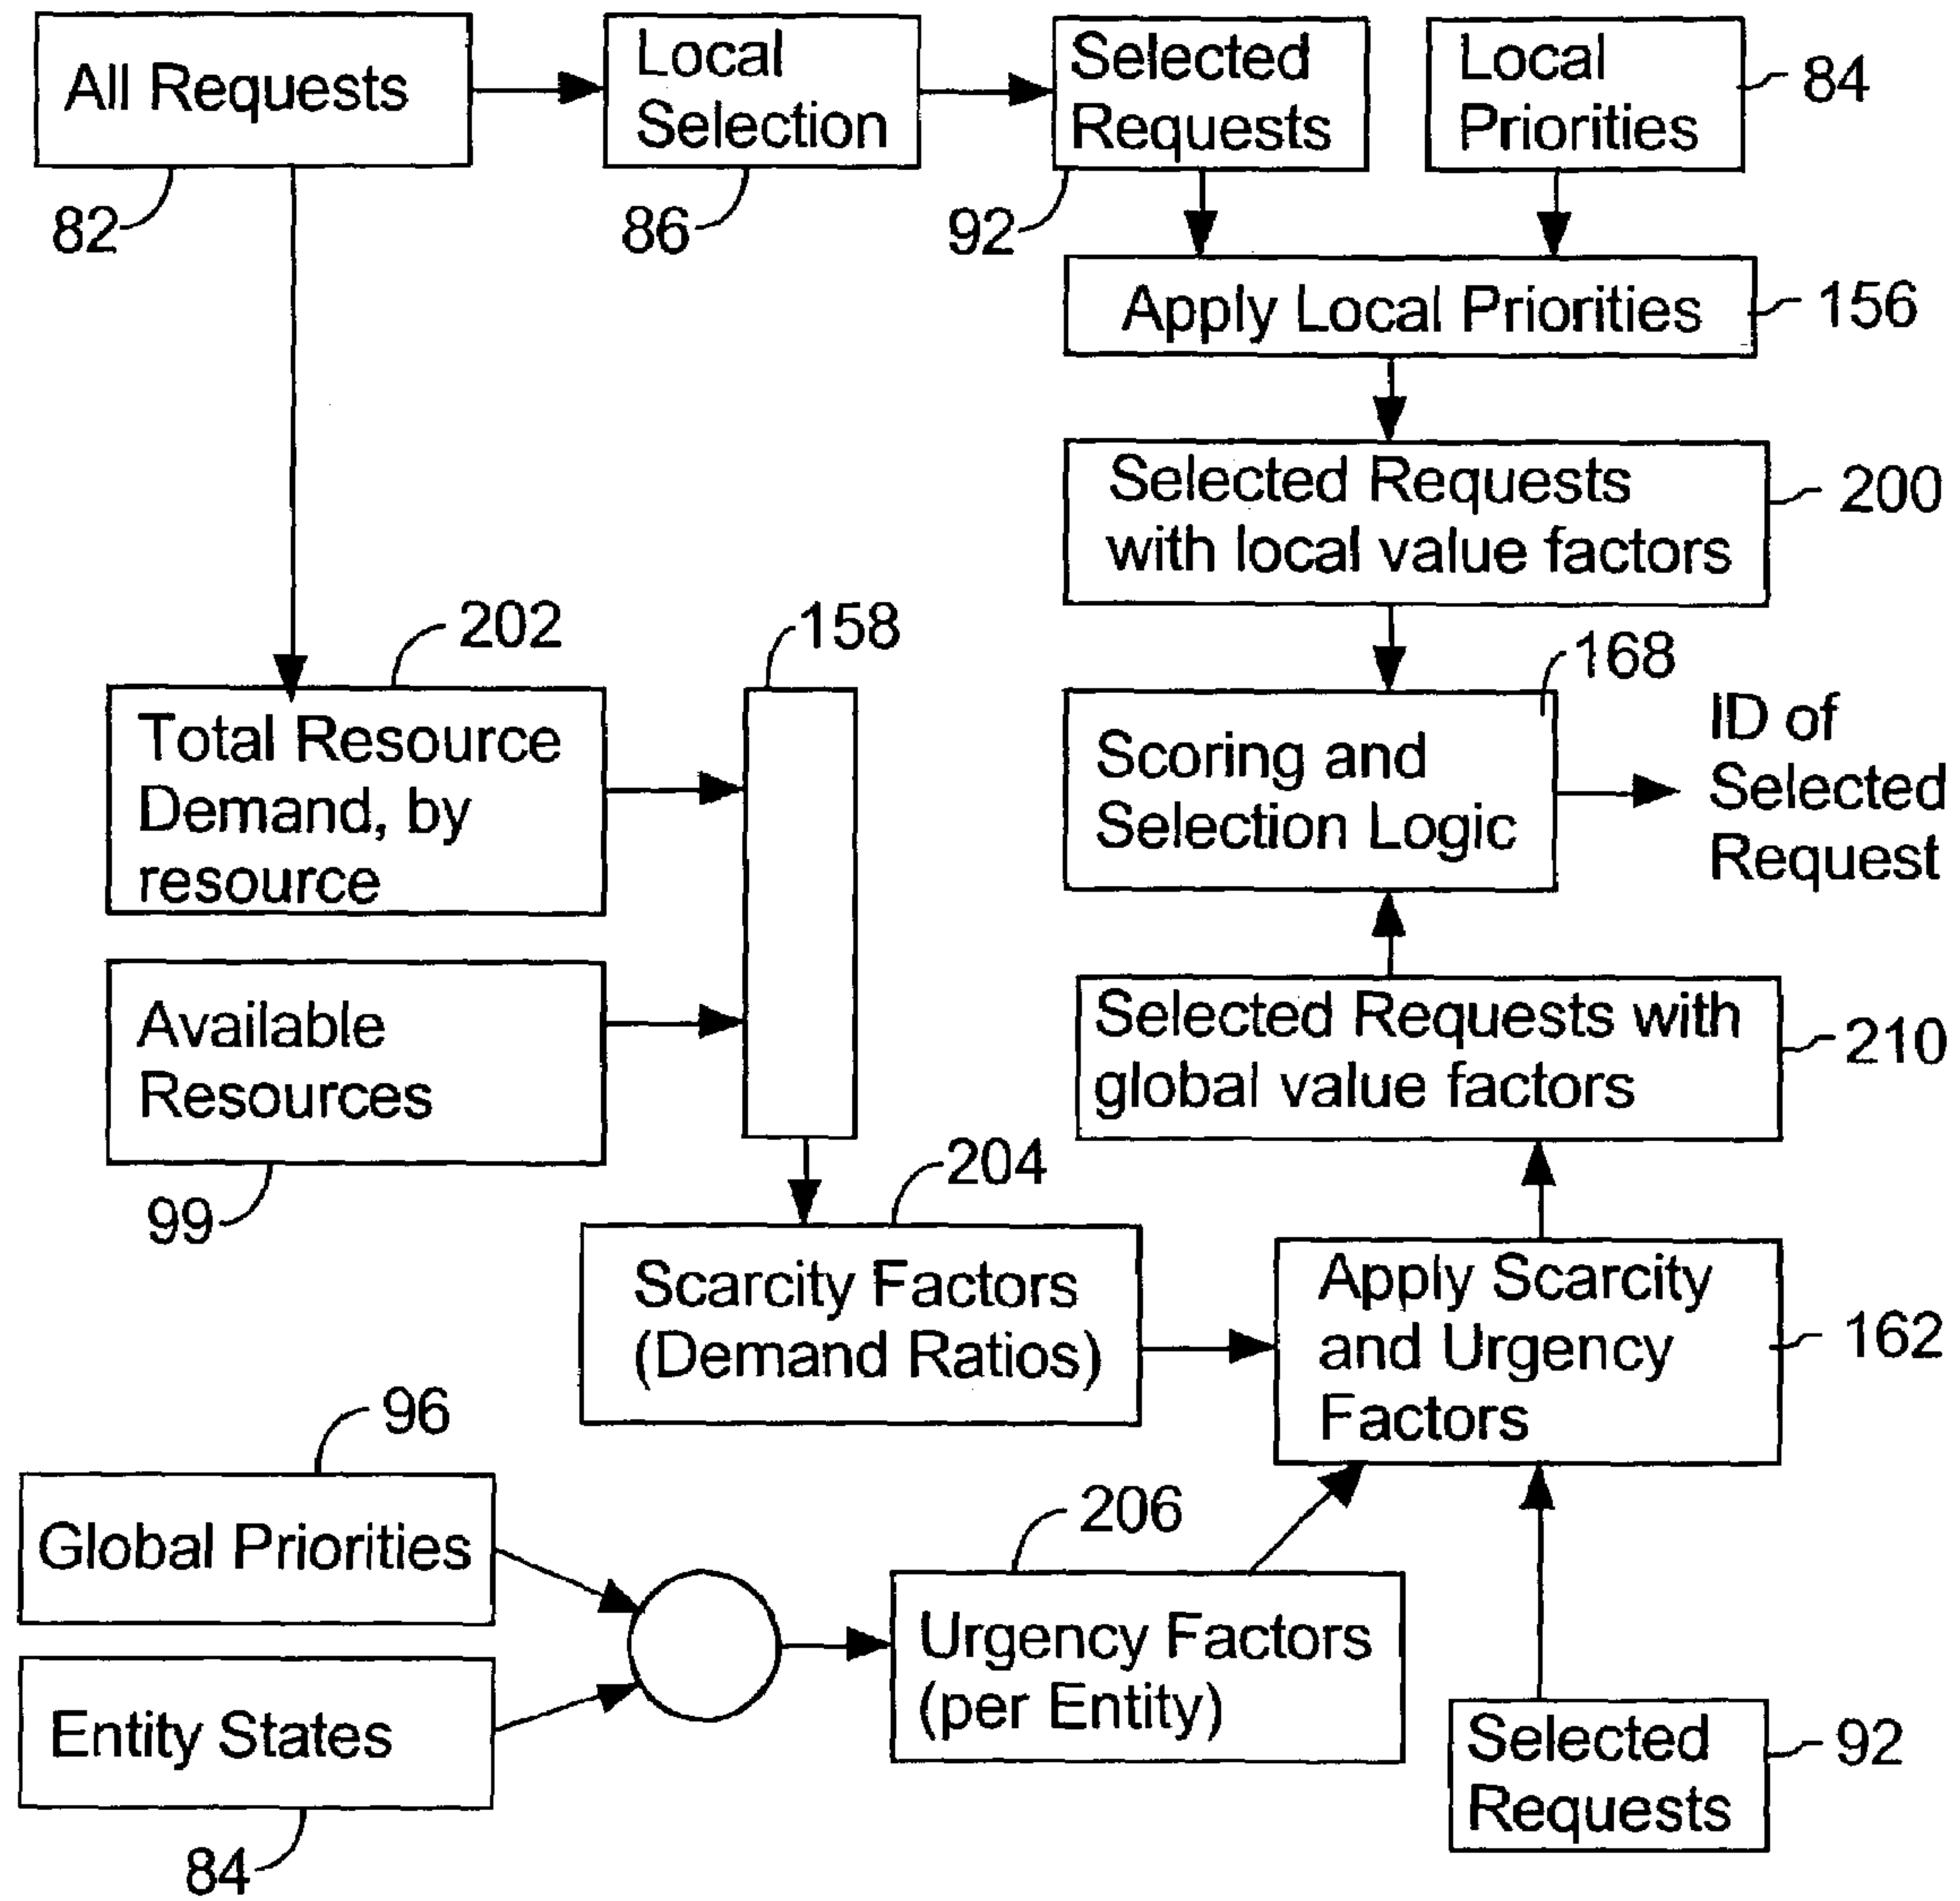 All Requests
82
Local
Selection
86
Selected
Requests
92
Local
Priorities
84
Apply Local Priorities
156
Selected Requests
with local value factors
200
202
Total Resource
Demand, by
resource
158
168
Scoring and
Selection Logic
ID of
Selected
Request
Available
Resources
99
Selected Requests with
global value factors
210
204
Scarcity Factors
(Demand Ratios)
Apply Scarcity
and Urgency
Factors
162
96
Global Priorities
Entity States
84
206
Urgency Factors
(per Entity)
Selected
Requests
92